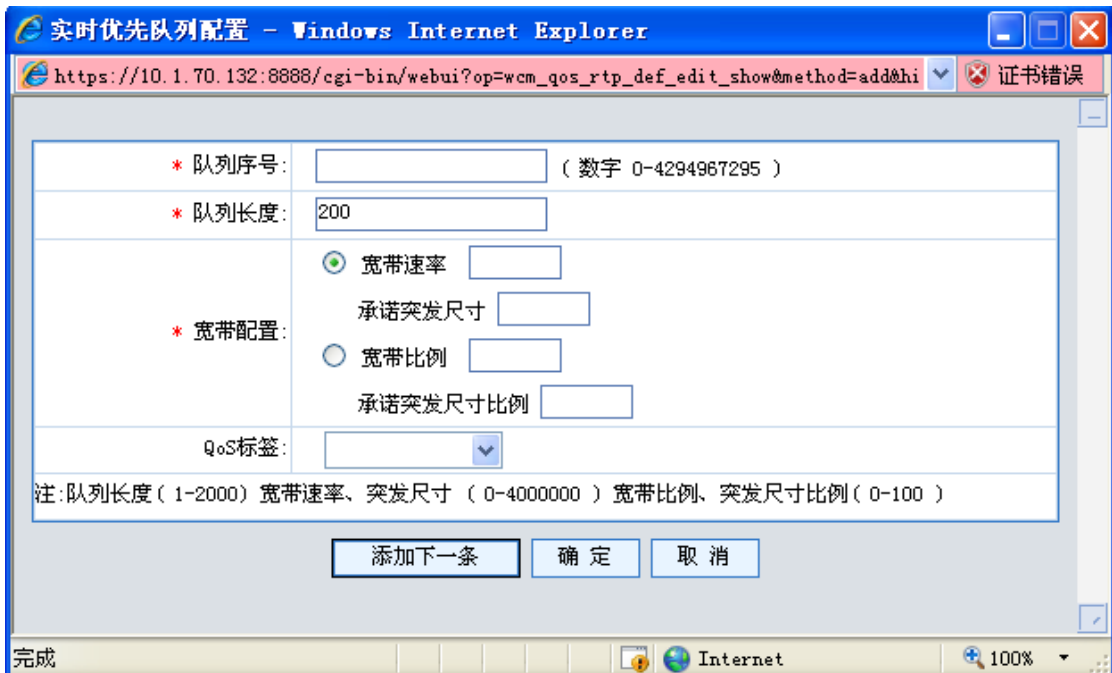 实时优先队列配置 - Windows Internet Explorer
https://10.1.70.132:8888/cgi-bin/webui?op=wcm_qos_rtp_def_edit_show&method=add&hi 证书错误
* 队列序号: ( 数字 0-4294967295 )
* 队列长度: 200
宽带速率
承诺突发尺寸
* 宽带配置:
宽带比例
承诺突发尺寸比例
QoS标签:
注:队列长度( 1-2000) 宽带速率、突发尺寸 ( 0-4000000 ) 宽带比例、突发尺寸比例( 0-100 )
添加下一条 确 定 取 消
完成 Internet 100%